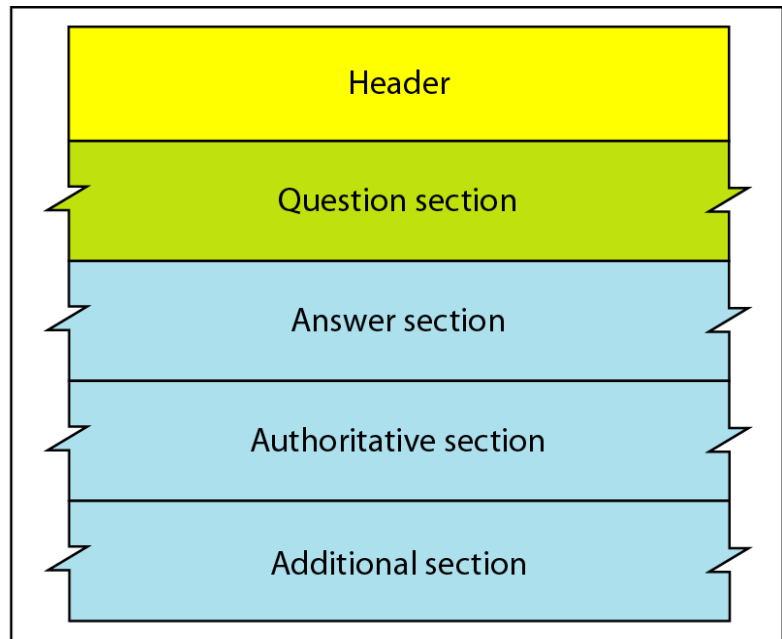 Header
Question section
Answer section
Authoritative section
Additional section